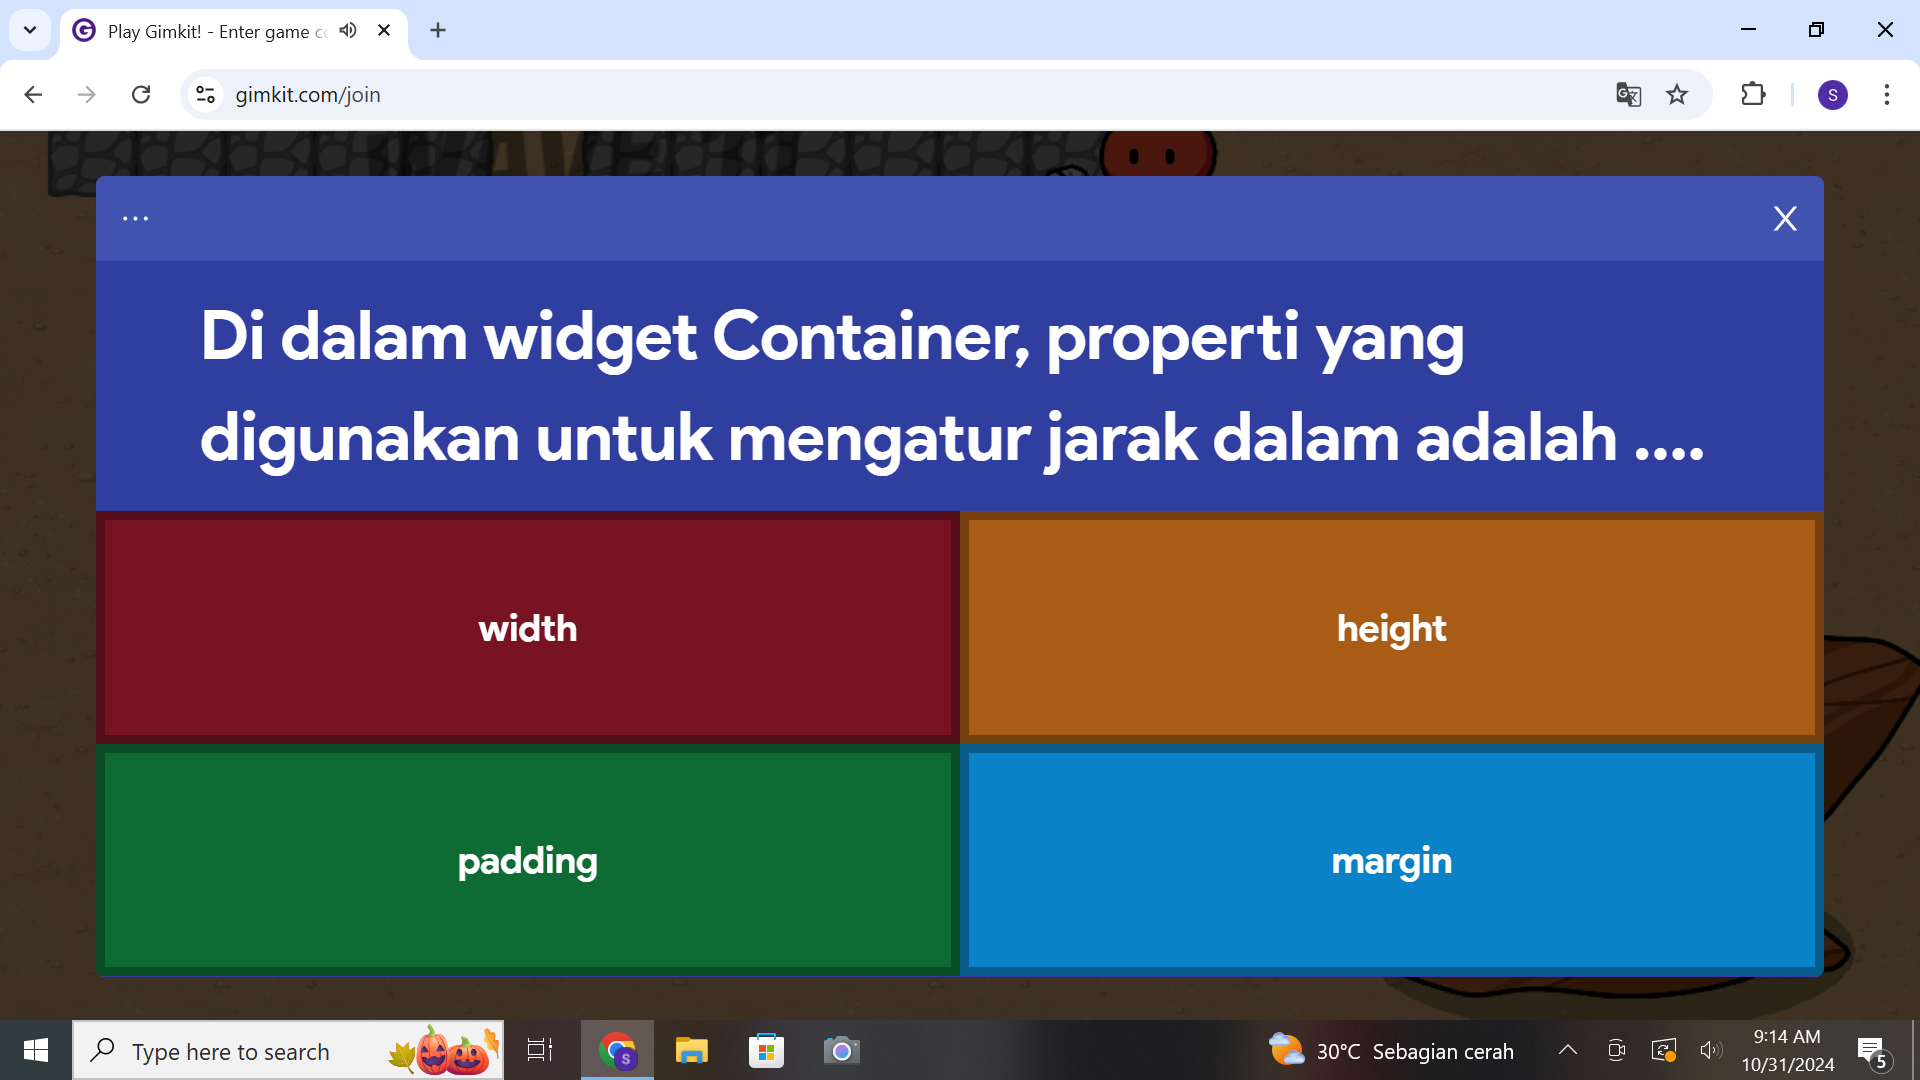 Play Gimkit! - Enter game c
gimkit.com/join
S
...
X
Di dalam widget Container, properti yang
digunakan untuk mengatur jarak dalam adalah ....
width
height
padding
margin
Type here to search
S
30°C Sebagian cerah
9:14 AM
10/31/2024
5